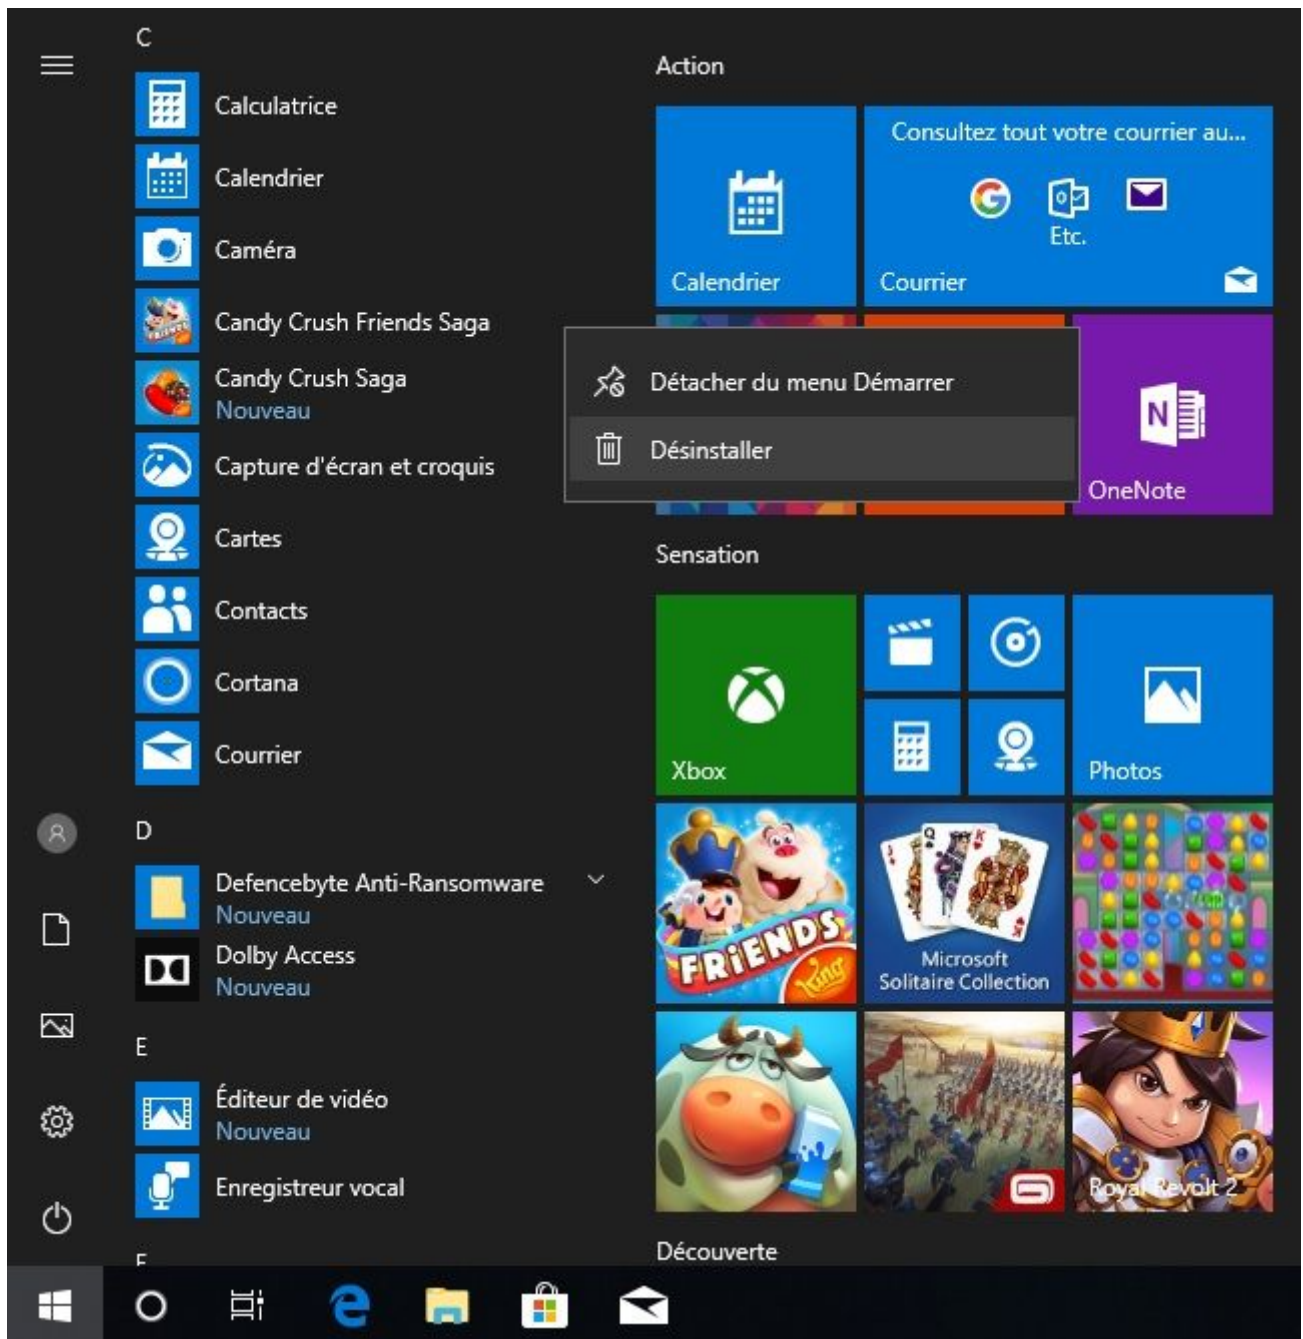 C
Calculatrice
Calendrier
Caméra
Candy Crush Friends Saga
Candy Crush Saga
Nouveau
Capture d'écran et croquis
Cartes
Contacts
Cortana
Courrier
D
Defencebyte Anti-Ransomware
Nouveau
Dolby Access
Nouveau
E
Éditeur de vidéo
Nouveau
Enregistreur vocal
Action
Calendrier
Consultez tout votre courrier au...
Etc.
Courrier
Détacher du menu Démarrer
Désinstaller
OneNote
Sensation
Xbox
Photos
FRiENDS
King
Microsoft
Solitaire Collection
Royal Revolt 2
Découverte